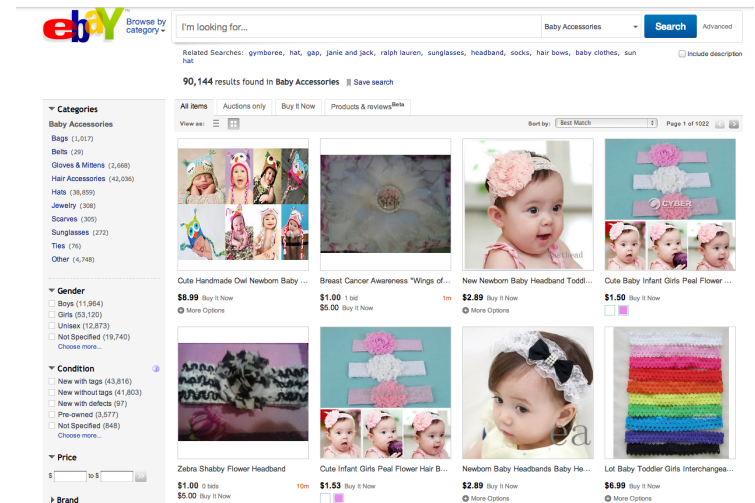 ebaY
Browse by
category
I'm looking for...
Baby Accessories
Search
Advanced
Related Searches: gymboree, hat, gap, janie and jack, ralph lauren, sunglasses, headband, socks, hair bows, baby clothes, sun
hat
Include description
90,144 results found in Baby Accessories
Save search
Categories
Baby Accessories
Bags (1,017)
Belts (29)
Gloves & Mittens (2,668)
Hair Accessories (42,036)
Hats (38,859)
Jewelry (308)
Scarves (305)
Sunglasses (272)
Ties (76)
Other (4,748)
Gender
Boys (11,964)
Girls (53,120)
Unisex (12,873)
Not Specified (19,740)
Choose more...
Condition
New with tags (43,816)
New without tags (41,803)
New with defects (97)
Pre-owned (3,577)
Not Specified (848)
Choose more...
Price
$ to $
Brand
All items
Auctions only
Buy It Now
Products & reviews Beta
View as:
Sort by: Best Match
Page 1 of 1022
CYBER
Cute Handmade Owl Newborn Baby ...
$8.99 Buy It Now
More Options
Breast Cancer Awareness "Wings of...
$1.00 1 bid 1m
$5.00 Buy It Now
New Newborn Baby Headband Toddl...
$2.89 Buy It Now
More Options
Cute Baby Infant Girls Peal Flower ...
$1.50 Buy It Now
ea
Zebra Shabby Flower Headband
$1.00 0 bids 10m
$5.00 Buy It Now
Cute Infant Girls Peal Flower Hair B...
$1.53 Buy It Now
Newborn Baby Headbands Baby He...
$2.89 Buy It Now
More Options
Lot Baby Toddler Girls Interchangea...
$6.99 Buy It Now
More Options